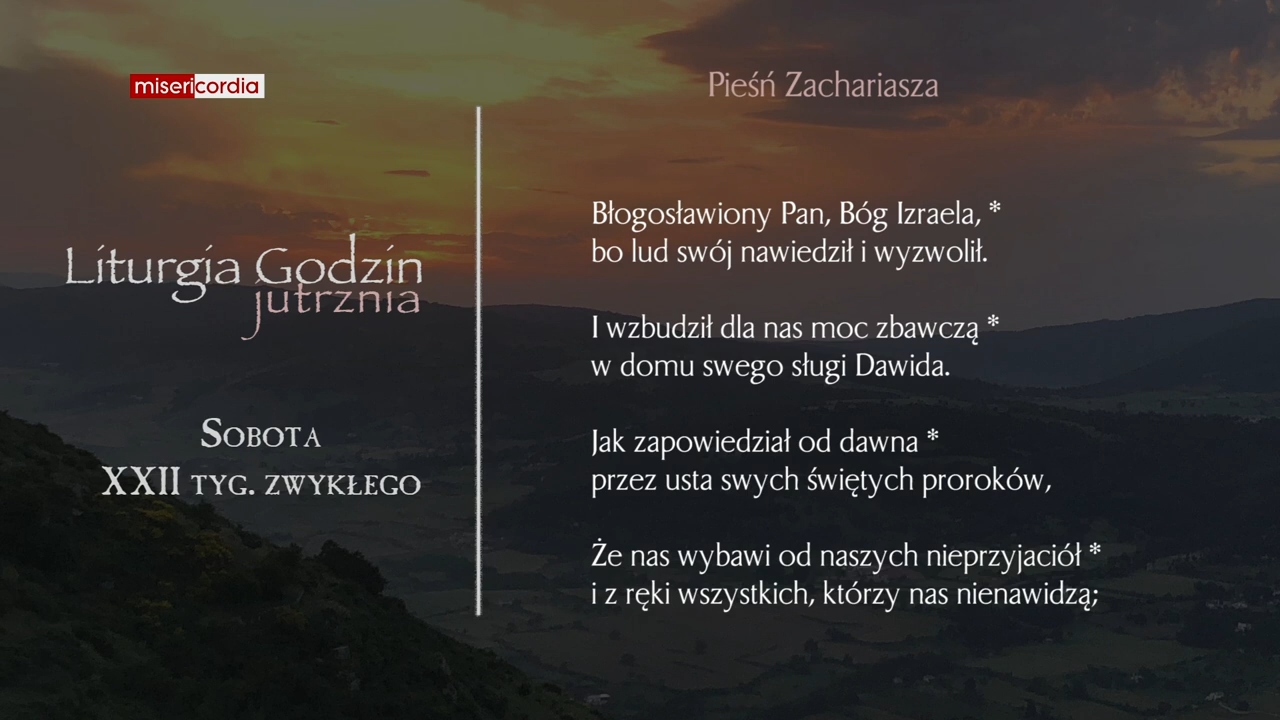 misericordia
Liturgia Godzin
jutrznia
Sobota
XXII tyg. zwykłego
Pieśń Zachariasza
Błogosławiony Pan, Bóg Izraela, *
bo lud swój nawiedził i wyzwolił.
I wzbudził dla nas moc zbawczą *
w domu swego sługi Dawida.
Jak zapowiedział od dawna *
przez usta swych świętych proroków,
Że nas wybawi od naszych nieprzyjaciół *
i z ręki wszystkich, którzy nas nienawidzą;